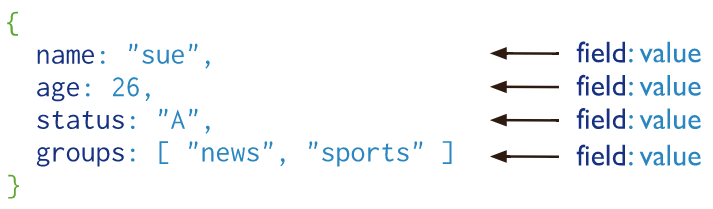 {
name: "sue", field: value
age: 26, field: value
status: "A", field: value
groups: [ "news", "sports" ] field: value
}